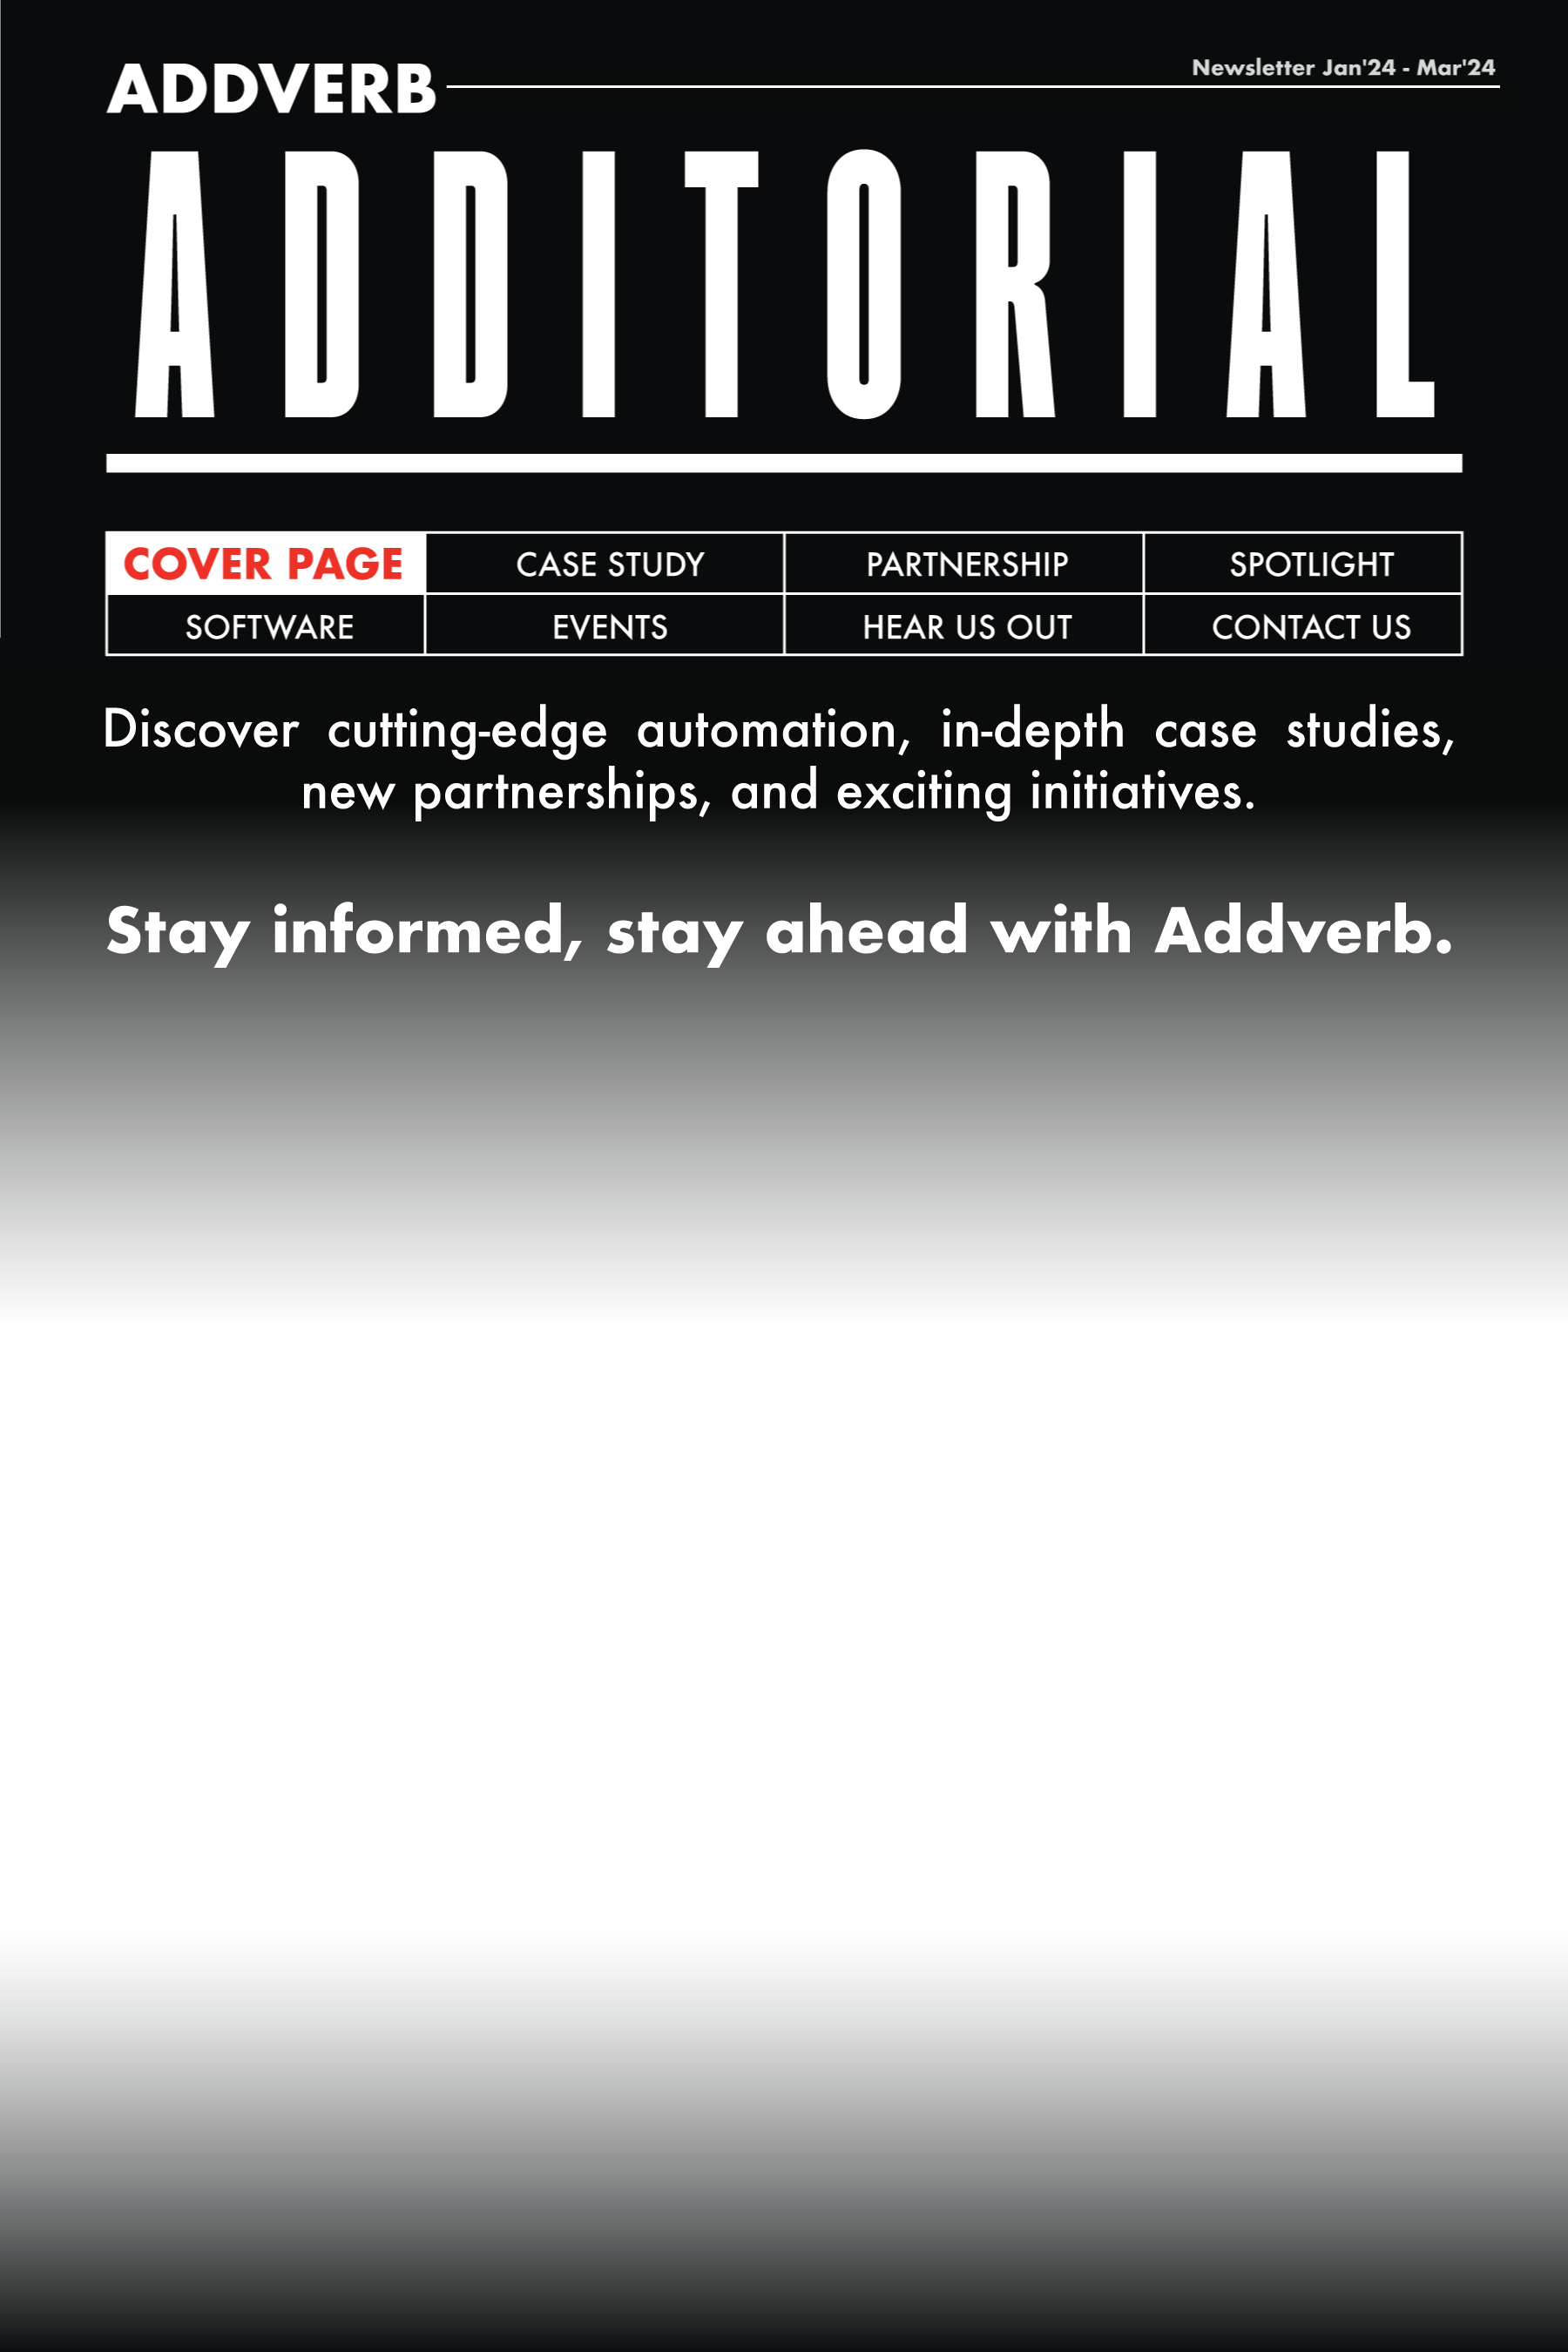 ADDVERB
Newsletter Jan'24 - Mar'24
ADDITORIAL
COVER PAGE
CASE STUDY
PARTNERSHIP
SPOTLIGHT
SOFTWARE
EVENTS
HEAR US OUT
CONTACT US
Discover cutting-edge automation, in-depth case studies,
new partnerships, and exciting initiatives.
Stay informed, stay ahead with Addverb.